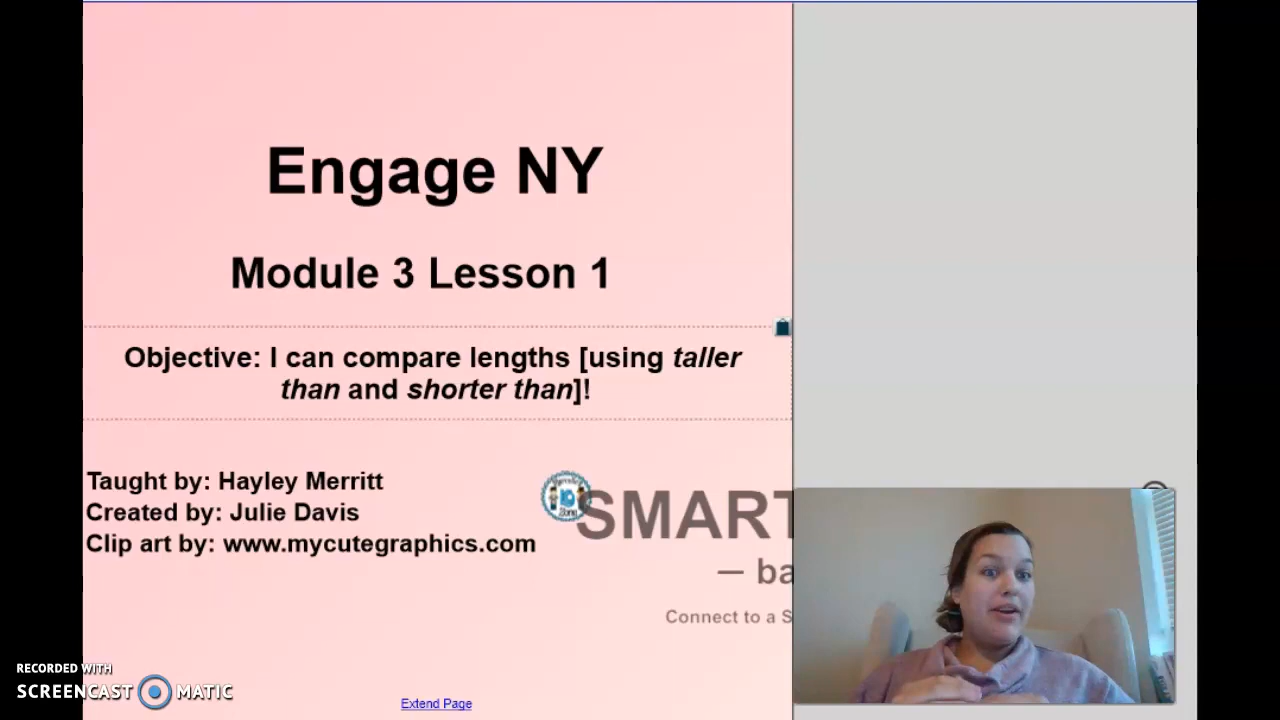 Engage NY
Module 3 Lesson 1
Objective: I can compare lengths [using taller
than and shorter than]!
Taught by: Hayley Merritt
Created by: Julie Davis
Clip art by: www.mycutegraphics.com
SMART
— ba
Connect to a S
RECORDED WITH
SCREENCAST MATIC
Extend Page